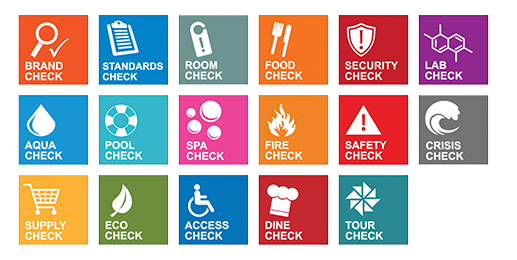 BRAND
CHECK
STANDARDS
CHECK
ROOM
CHECK
FOOD
CHECK
SECURITY
CHECK
LAB
CHECK
AQUA
CHECK
POOL
CHECK
SPA
CHECK
FIRE
CHECK
SAFETY
CHECK
CRISIS
CHECK
SUPPLY
CHECK
ECO
CHECK
ACCESS
CHECK
DINE
CHECK
TOUR
CHECK